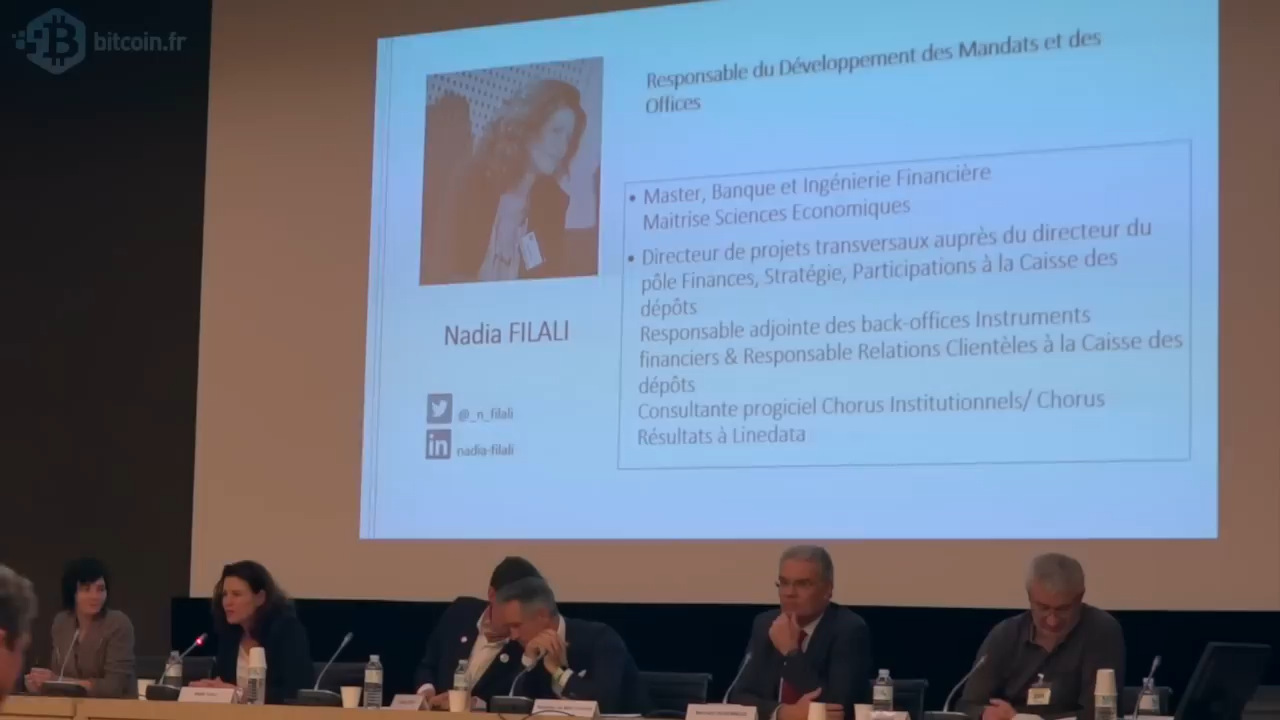 bitcoin.fr
Responsable du Développement des Mandats et des
Offices
• Master, Banque et Ingénierie Financière
Maitrise Sciences Economiques
• Directeur de projets transversaux auprès du directeur du
pôle Finances, Stratégie, Participations à la Caisse des
dépôts
Responsable adjointe des back-offices Instruments
financiers & Responsable Relations Clientèles à la Caisse des
dépôts
Consultante progiciel Chorus Institutionnels/ Chorus
Résultats à Linedata
Nadia FILALI
@_n_filali
in nadia-filali